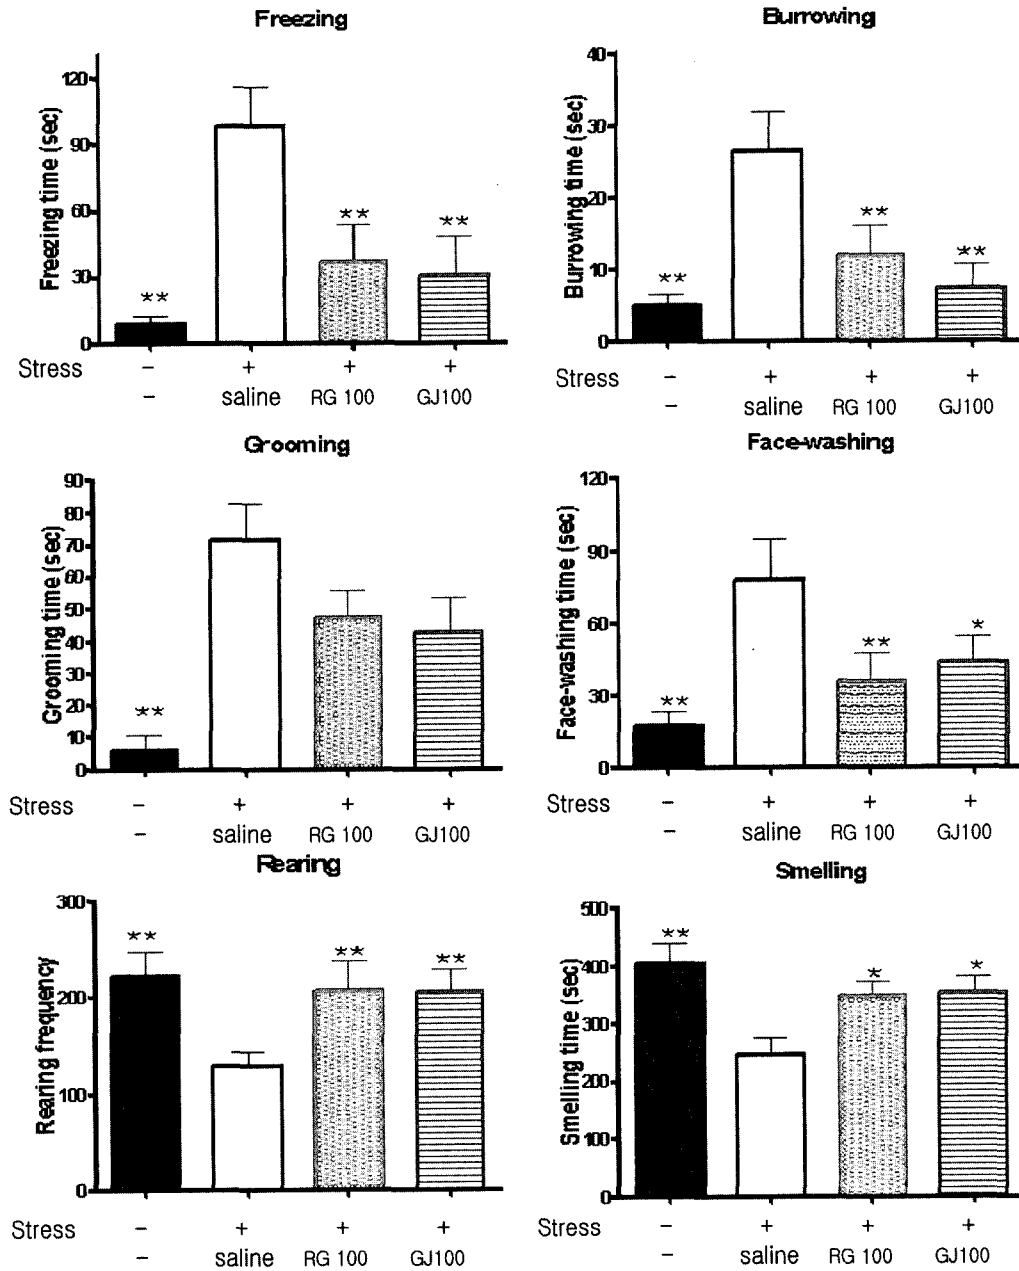 Freezing
Freezing time (sec)
120
90
60
30
0
**
**
**
Stress - + + +
- saline RG 100 GJ100
Burrowing
Burrowing time (sec)
40
30
20
10
0
**
**
**
Stress - + + +
- saline RG 100 GJ100
Grooming
Grooming time (sec)
90
80
70
60
50
40
30
20
10
0
**
Stress - + + +
- saline RG 100 GJ100
Face-washing
Face-washing time (sec)
120
90
60
30
0
**
**
*
Stress - + + +
- saline RG 100 GJ100
Rearing
Rearing frequency
300
200
100
0
**
**
**
Stress - + + +
- saline RG 100 GJ100
Smelling
Smelling time (sec)
500
400
300
200
100
0
**
*
*
Stress - + + +
- saline RG 100 GJ100